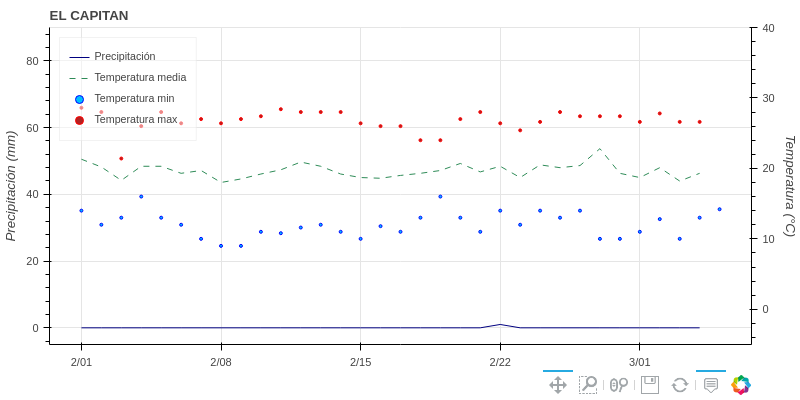 EL CAPITAN
Precipitación
Temperatura media
Temperatura min
Temperatura max
Precipitación (mm)
80
60
40
20
0
Temperatura (°C)
40
30
20
10
0
2/01 2/08 2/15 2/22 3/01